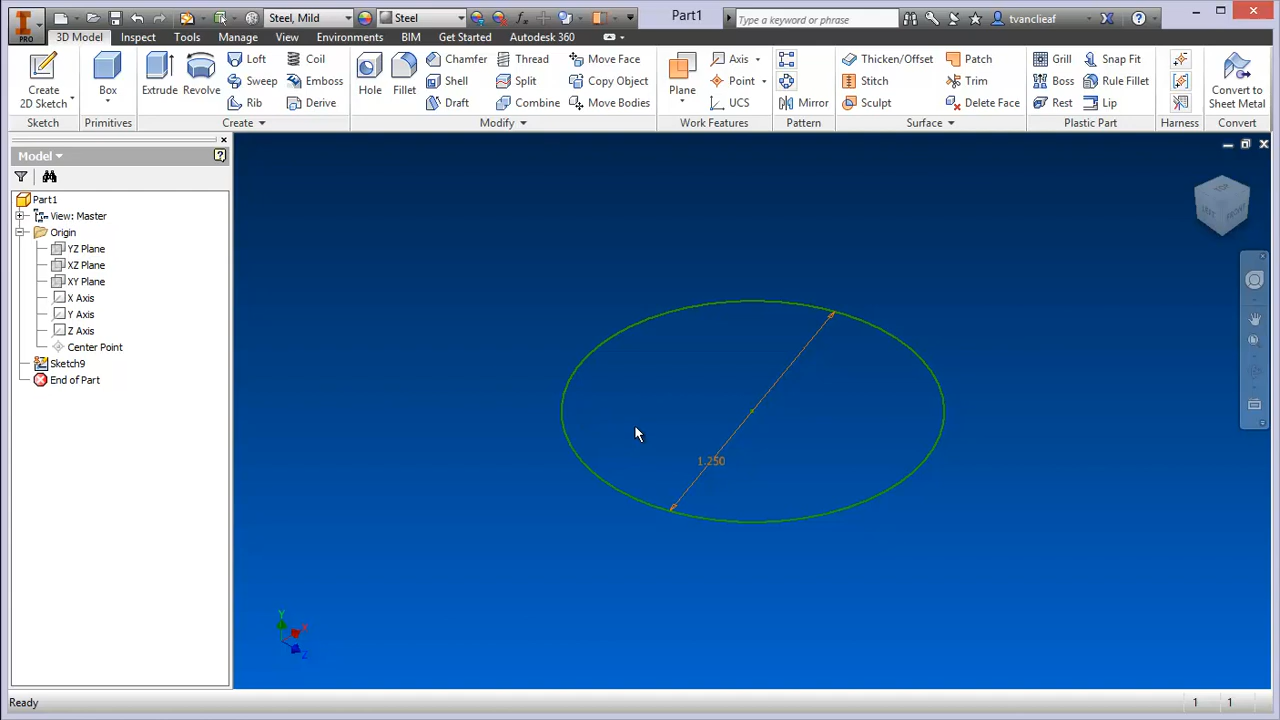 PRO
Steel, Mild
Steel
Part1
Type a keyword or phrase
tvanclieaf
3D Model
Inspect
Tools
Manage
View
Environments
BIM
Get Started
Autodesk 360
Create
2D Sketch
Sketch
Box
Primitives
Extrude
Revolve
Loft
Sweep
Rib
Coil
Emboss
Derive
Create
Hole
Fillet
Chamfer
Shell
Draft
Thread
Split
Combine
Move Face
Copy Object
Move Bodies
Modify
Plane
Axis
Point
UCS
Work Features
Mirror
Pattern
Thicken/Offset
Stitch
Sculpt
Patch
Trim
Delete Face
Surface
Grill
Boss
Rest
Snap Fit
Rule Fillet
Lip
Plastic Part
Harness
Convert to
Sheet Metal
Convert
Model
Part1
View: Master
Origin
YZ Plane
XZ Plane
XY Plane
X Axis
Y Axis
Z Axis
Center Point
Sketch9
End of Part
1.250
FRONT
Y
X
Z
Ready
1 1